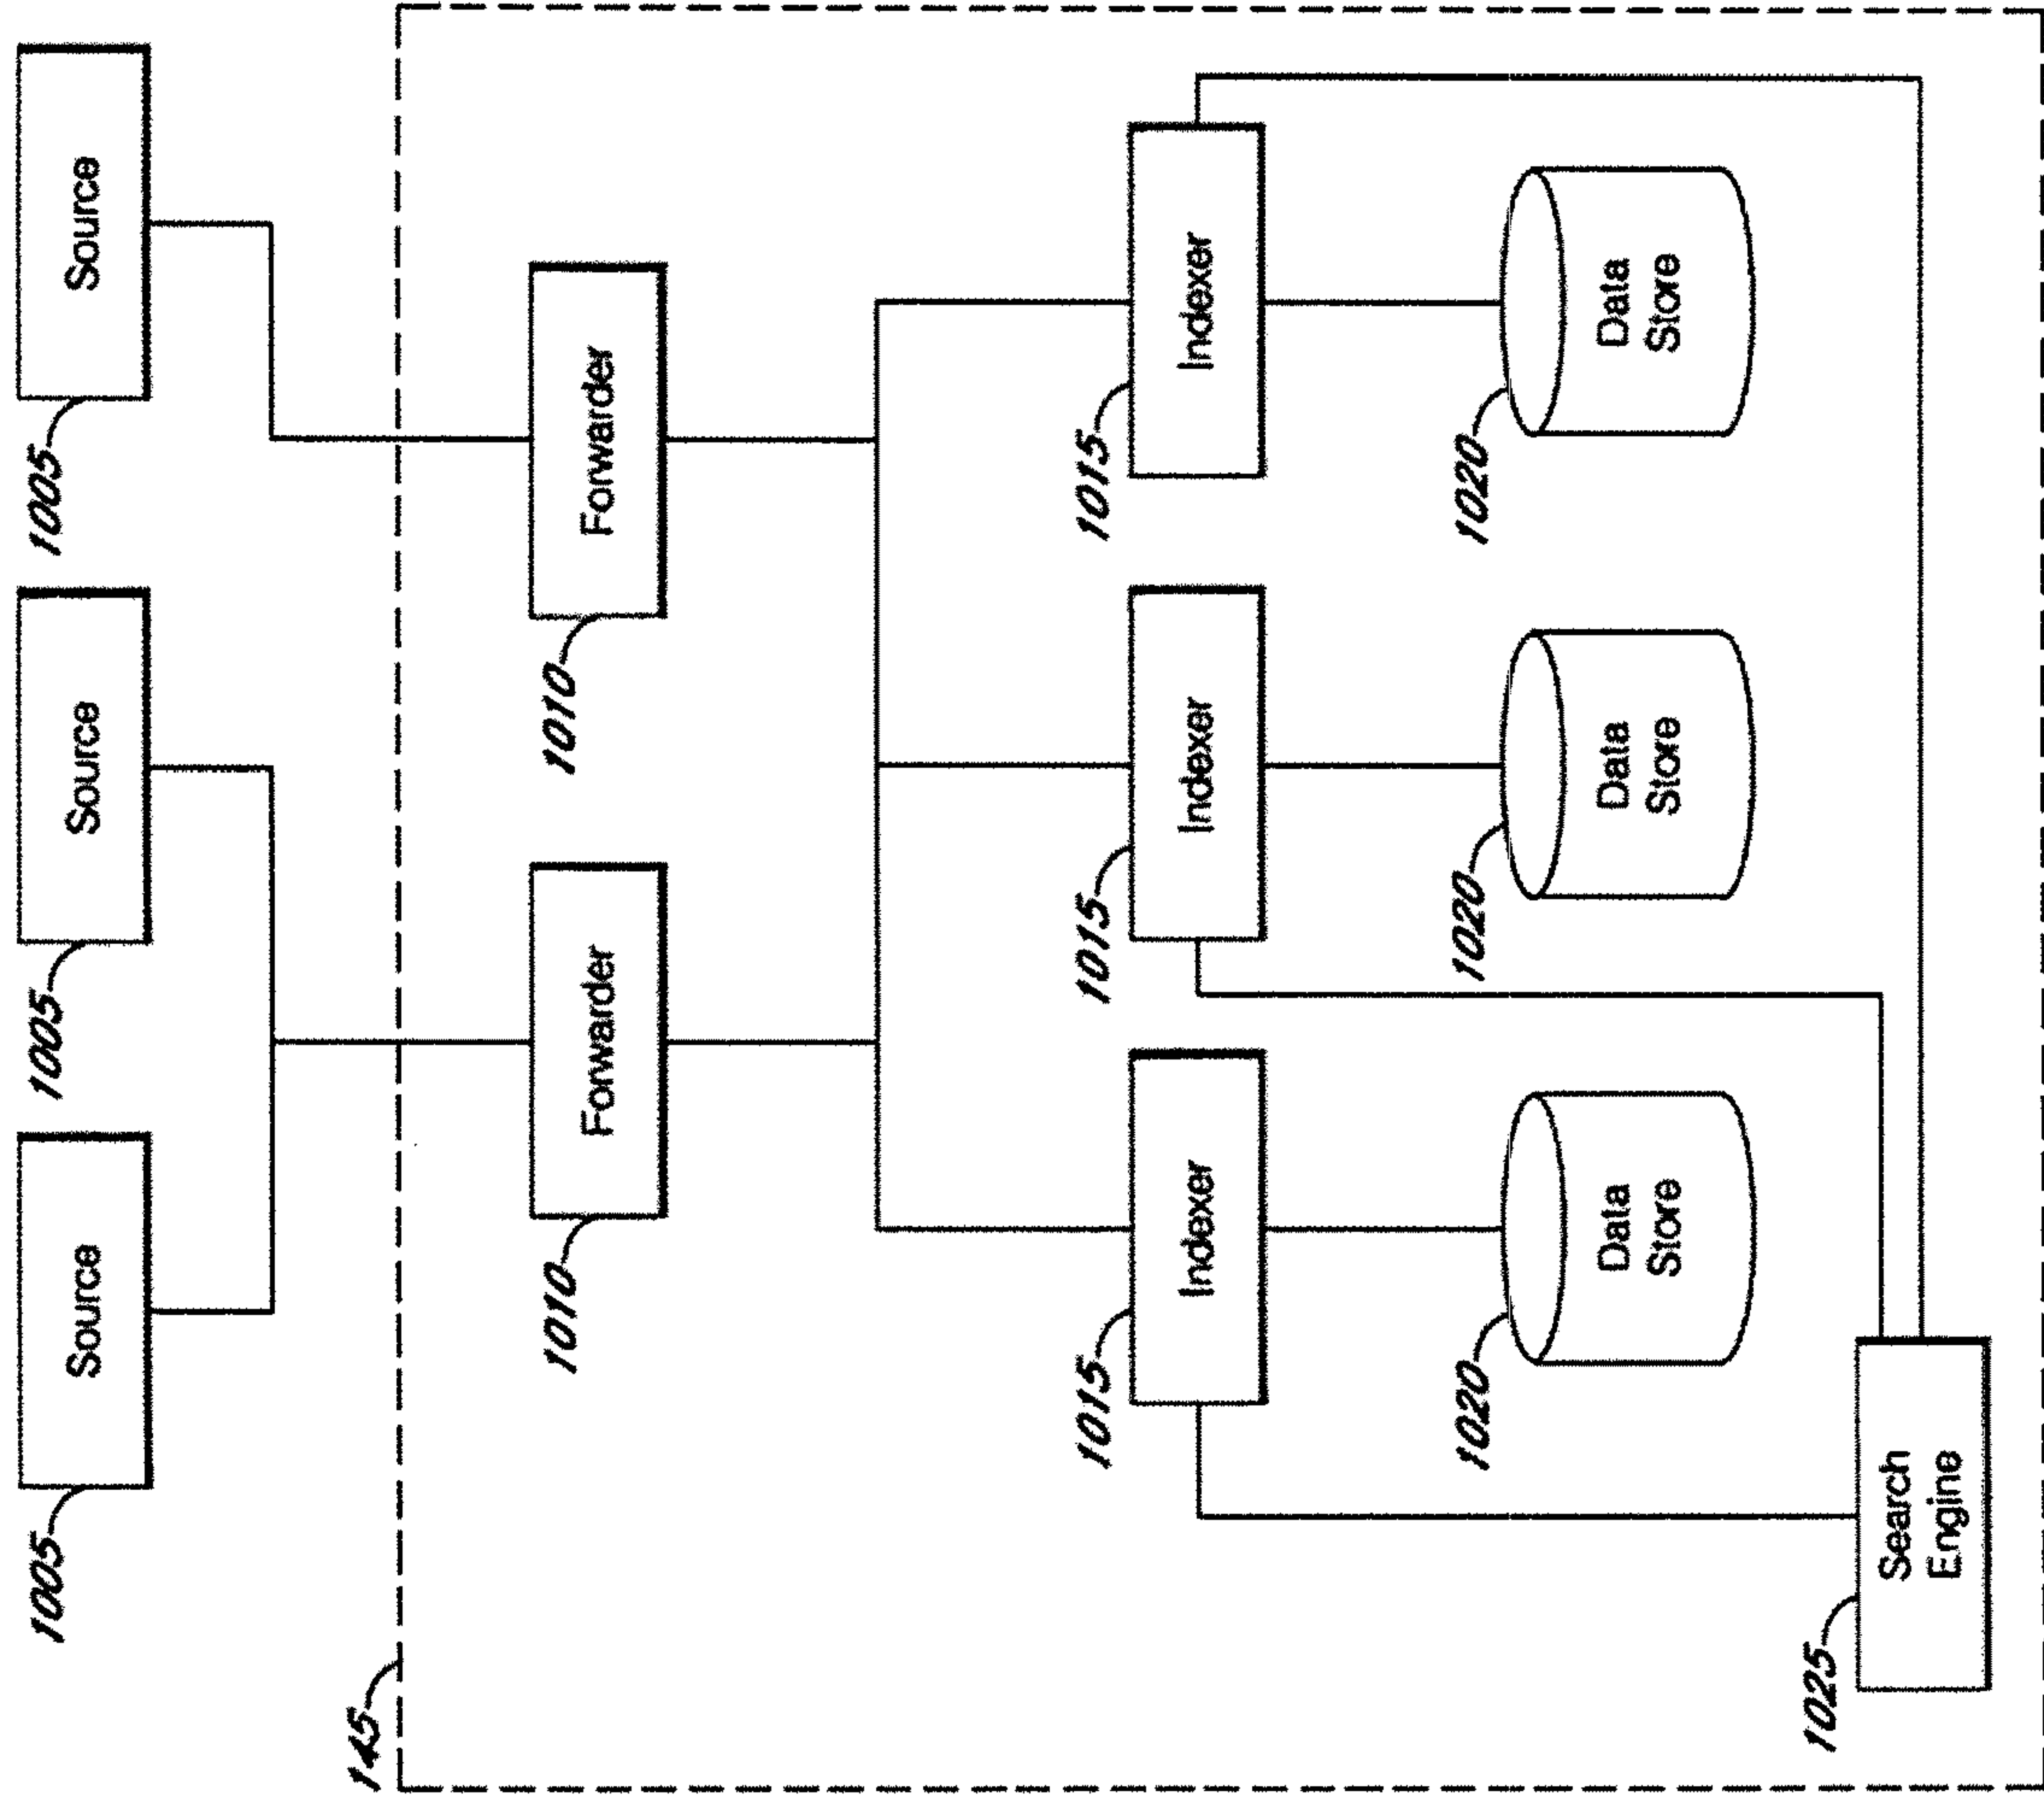 1005
Source
1005
Source
1005
Source
145
1010
Forwarder
1010
Forwarder
1015
Indexer
1015
Indexer
1015
Indexer
1020
Data
Store
1020
Data
Store
1020
Data
Store
1025
Search
Engine